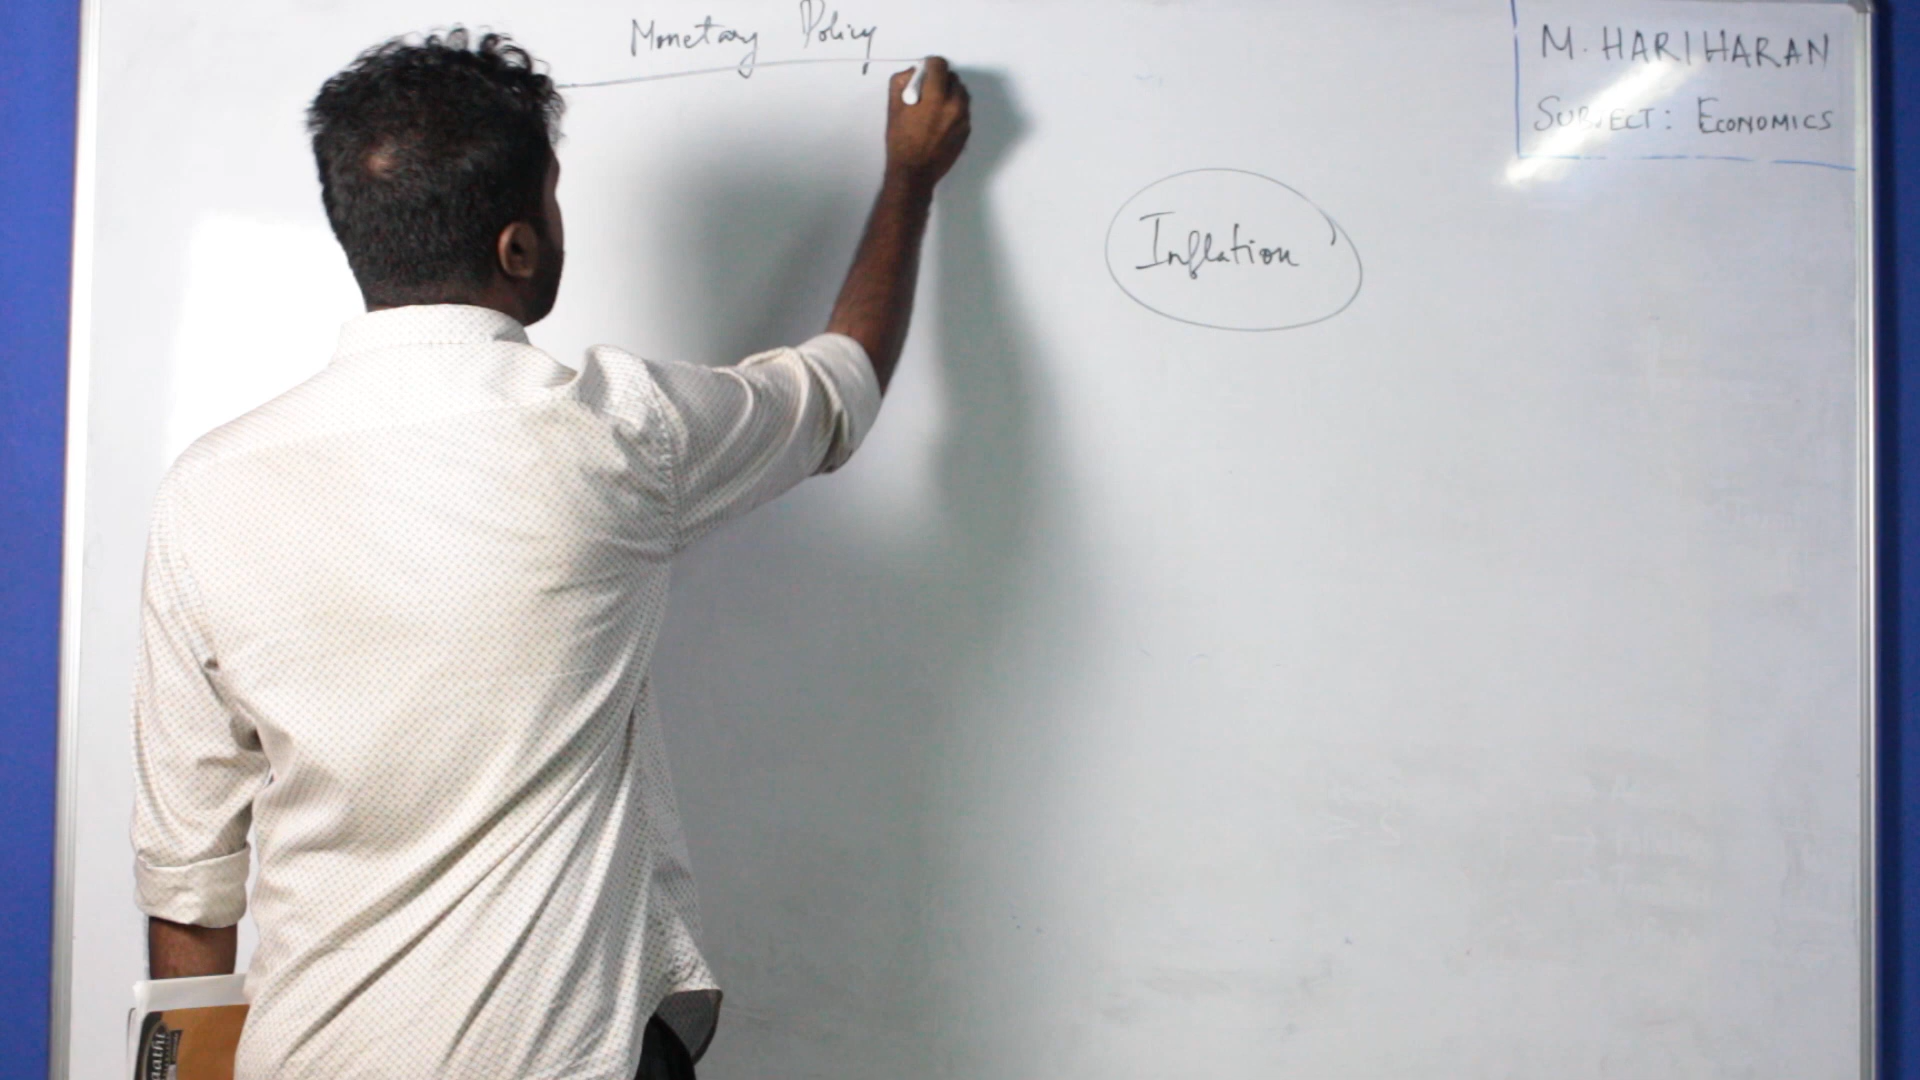 Monetary Policy
M. HARIHARAN
SUBJECT: ECONOMICS
Inflation